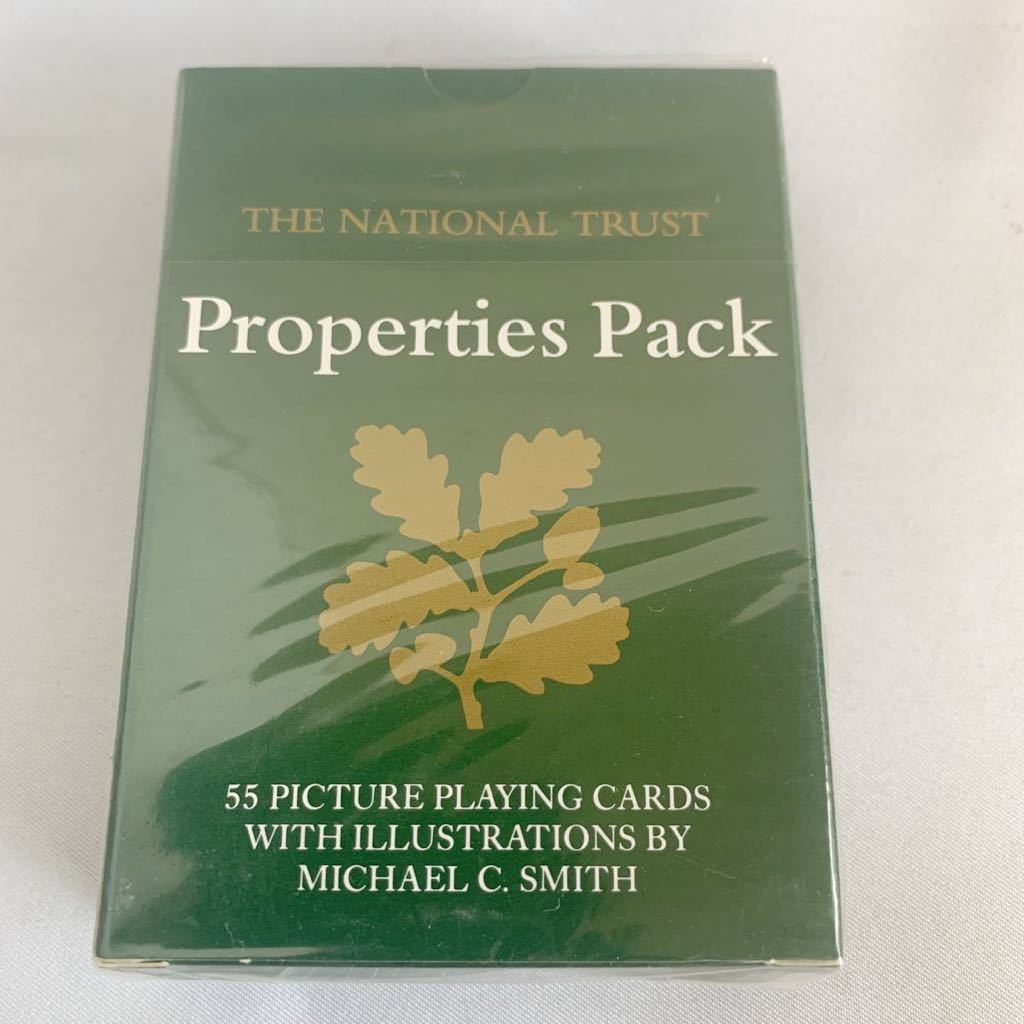 THE NATIONAL TRUST
Properties Pack
55 PICTURE PLAYING CARDS
WITH ILLUSTRATIONS BY
MICHAEL C. SMITH